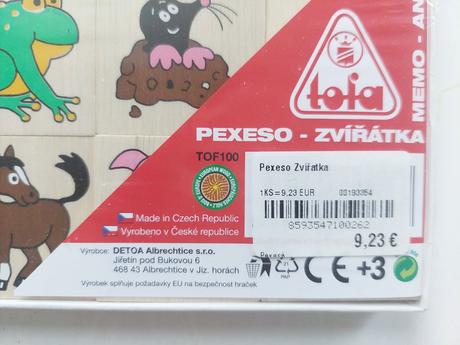 tofa
PEXESO - ZVÍŘÁTKA
MEMO - AN
TOF100
Pexeso Zvířatka
1KS=9,23 EUR 00193354
8593547100262
9,23 €
Made in Czech Republic
Vyrobeno v České republice
Výrobce: DETOA Albrechtice s.r.o.
Jiřetín pod Bukovou 6
468 43 Albrechtice v Jiz. horách
Výrobek splňuje požadavky EU na bezpečnost hraček
21
PAP
CE +3